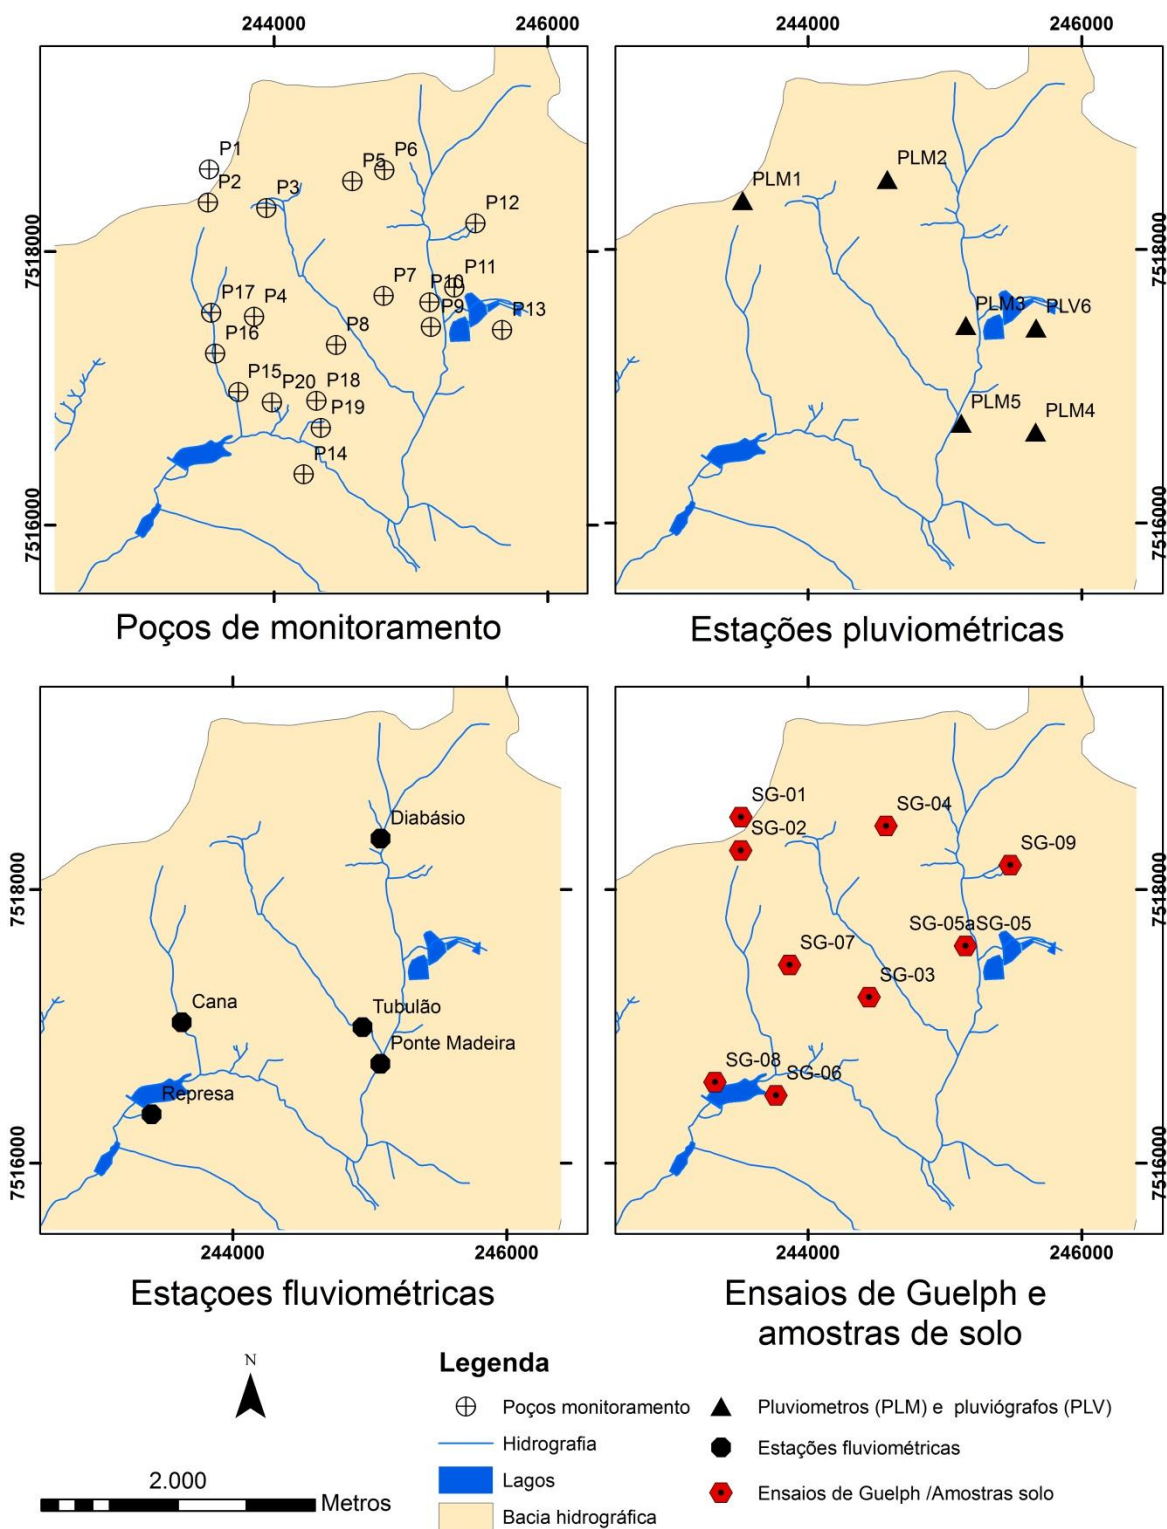 244000
246000
244000
246000
P1
P2
P3
P5
P6
P12
P11
P10
P7
P9
P13
P17
P4
P8
P16
P15
P20
P18
P19
P14
7518000
7516000
PLM1
PLM2
PLM3
PLV6
PLM5
PLM4
7518000
7516000
Poços de monitoramento
Estações pluviométricas
Diabásio
Cana
Tubulão
Ponte Madeira
Represa
7518000
7516000
SG-01
SG-02
SG-04
SG-09
SG-05aSG-05
SG-07
SG-03
SG-08
SG-06
7518000
7516000
244000
246000
244000
246000
Estaçoes fluviométricas
Ensaios de Guelph e
amostras de solo
N
2.000
Metros
Legenda
Poços monitoramento
Hidrografia
Lagos
Bacia hidrográfica
Pluviometros (PLM) e pluviógrafos (PLV)
Estações fluviométricas
Ensaios de Guelph /Amostras solo